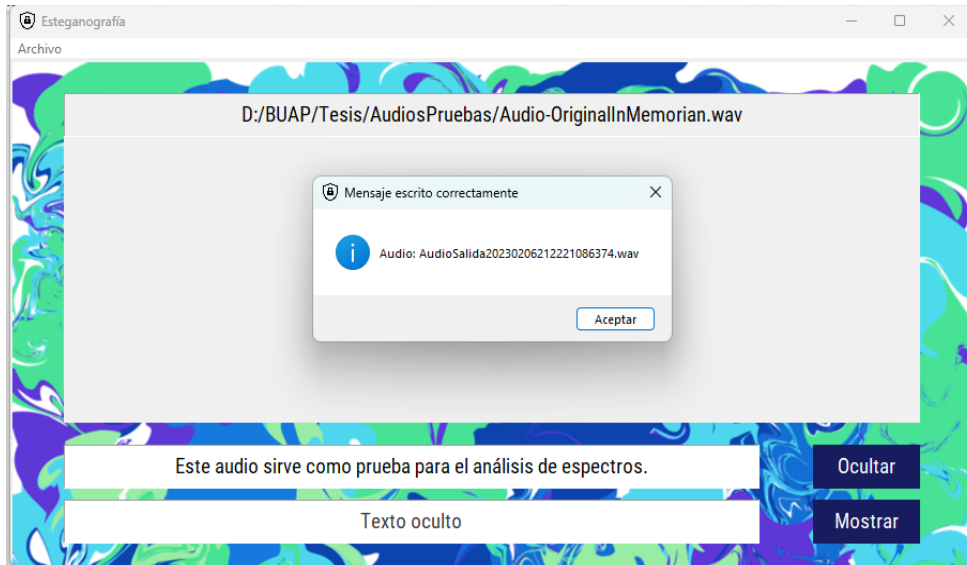 Esteganografía
Archivo
D:/BUAP/Tesis/AudiosPruebas/Audio-OriginalInMemorian.wav
Mensaje escrito correctamente
Audio: AudioSalida20230206212221086374.wav
Aceptar
Este audio sirve como prueba para el análisis de espectros.
Ocultar
Texto oculto
Mostrar